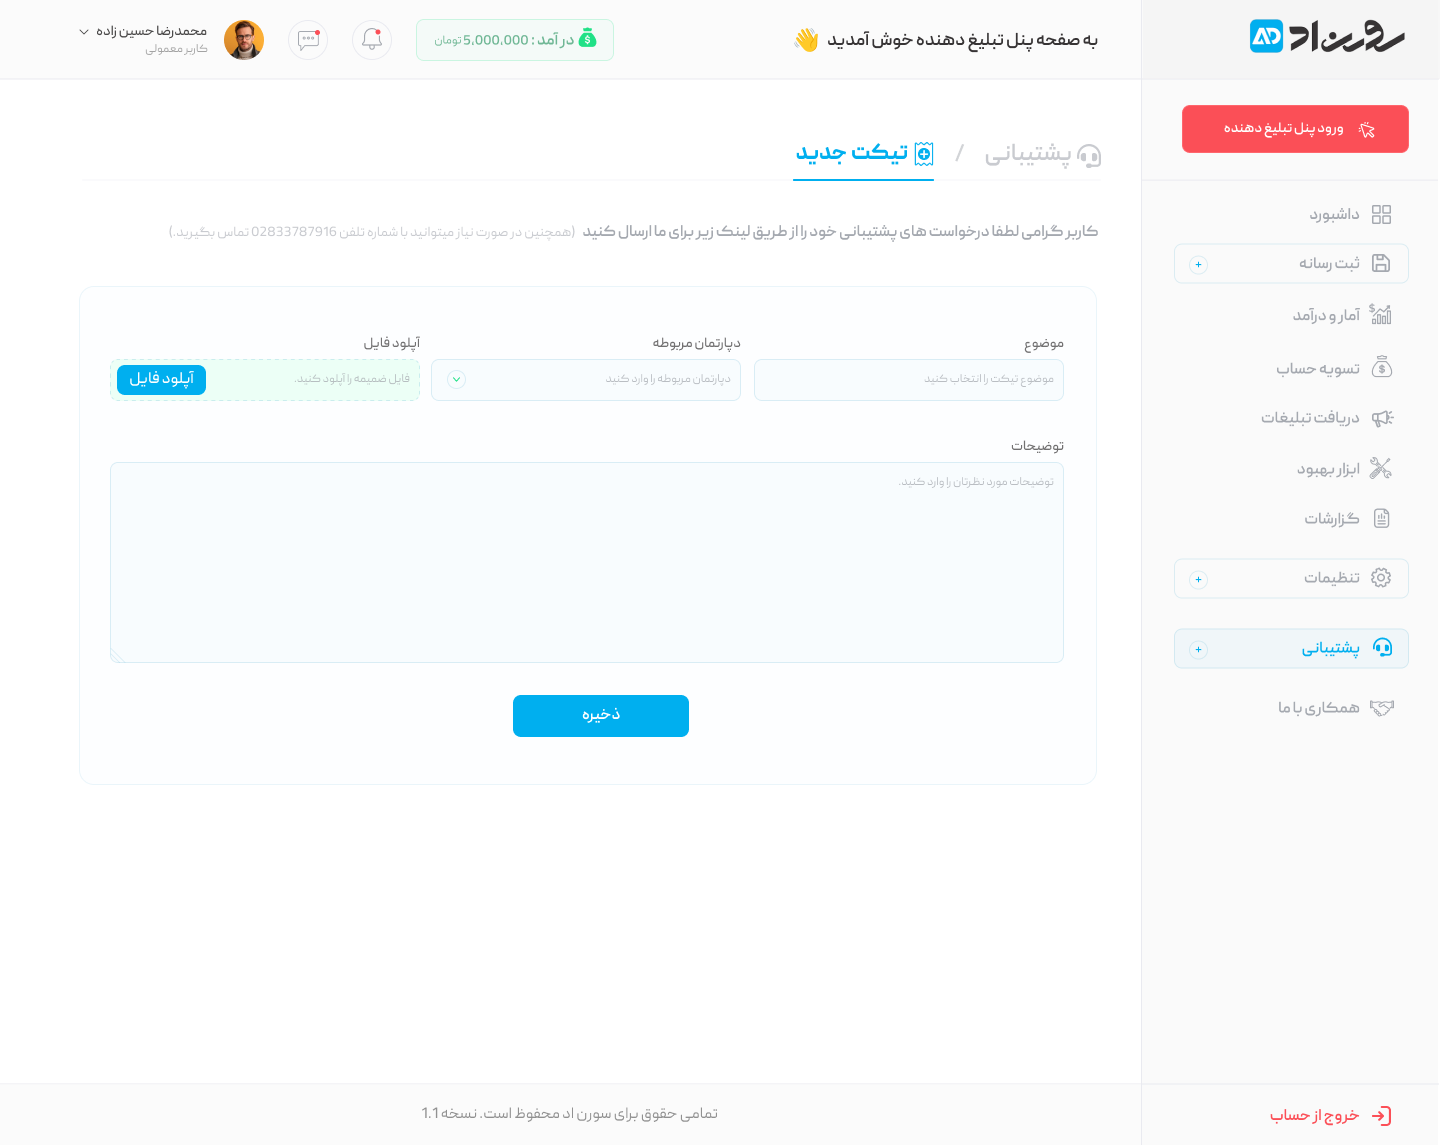 سورن اد AD
به صفحه پنل تبلیغ دهنده خوش آمدید 👋
در آمد : 5,000,000 تومان
محمدرضا حسین زاده
کاربر معمولی
ورود پنل تبلیغ دهنده
داشبورد
ثبت رسانه
+
آمار و درآمد
تسویه حساب
دریافت تبلیغات
ابزار بهبود
گزارشات
تنظیمات
+
پشتیبانی
+
همکاری با ما
خروج از حساب
پشتیبانی / تیکت جدید
کاربر گرامی لطفا درخواست های پشتیبانی خود را از طریق لینک زیر برای ما ارسال کنید (همچنین در صورت نیاز میتوانید با شماره تلفن 02833787916 تماس بگیرید.)
موضوع
موضوع تیکت را انتخاب کنید
دپارتمان مربوطه
دپارتمان مربوطه را وارد کنید
آپلود فایل
فایل ضمیمه را آپلود کنید.
آپلود فایل
توضیحات
توضیحات مورد نظرتان را وارد کنید.
ذخیره
تمامی حقوق برای سورن اد محفوظ است. نسخه 1.1